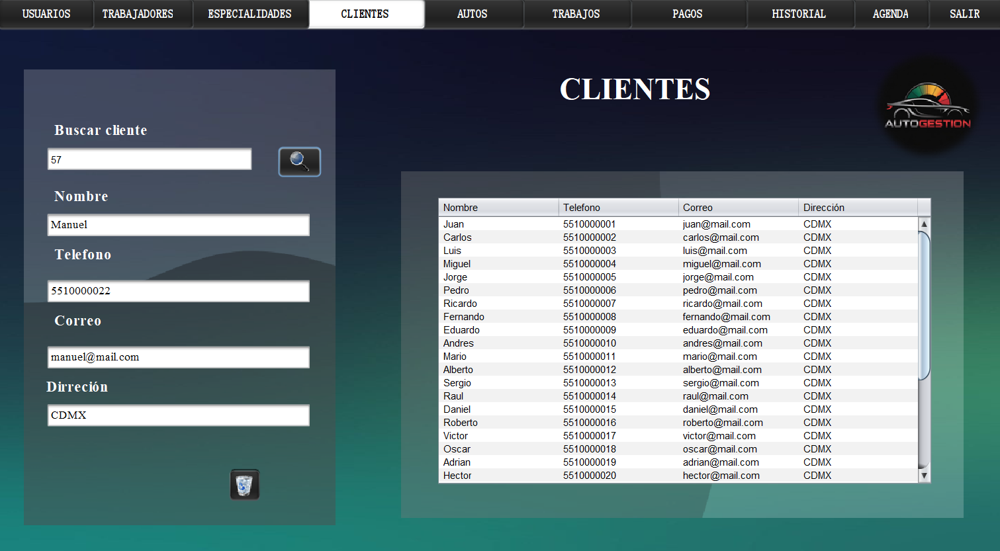 USUARIOS TRABAJADORES ESPECIALIDADES CLIENTES AUTOS TRABAJOS PAGOS HISTORIAL AGENDA SALIR
CLIENTES
AUTOGESTION
Buscar cliente
57
Nombre
Manuel
Telefono
5510000022
Correo
manuel@mail.com
Dirreción
CDMX
Nombre Telefono Correo Dirección
Juan 5510000001 juan@mail.com CDMX
Carlos 5510000002 carlos@mail.com CDMX
Luis 5510000003 luis@mail.com CDMX
Miguel 5510000004 miguel@mail.com CDMX
Jorge 5510000005 jorge@mail.com CDMX
Pedro 5510000006 pedro@mail.com CDMX
Ricardo 5510000007 ricardo@mail.com CDMX
Fernando 5510000008 fernando@mail.com CDMX
Eduardo 5510000009 eduardo@mail.com CDMX
Andres 5510000010 andres@mail.com CDMX
Mario 5510000011 mario@mail.com CDMX
Alberto 5510000012 alberto@mail.com CDMX
Sergio 5510000013 sergio@mail.com CDMX
Raul 5510000014 raul@mail.com CDMX
Daniel 5510000015 daniel@mail.com CDMX
Roberto 5510000016 roberto@mail.com CDMX
Victor 5510000017 victor@mail.com CDMX
Oscar 5510000018 oscar@mail.com CDMX
Adrian 5510000019 adrian@mail.com CDMX
Hector 5510000020 hector@mail.com CDMX